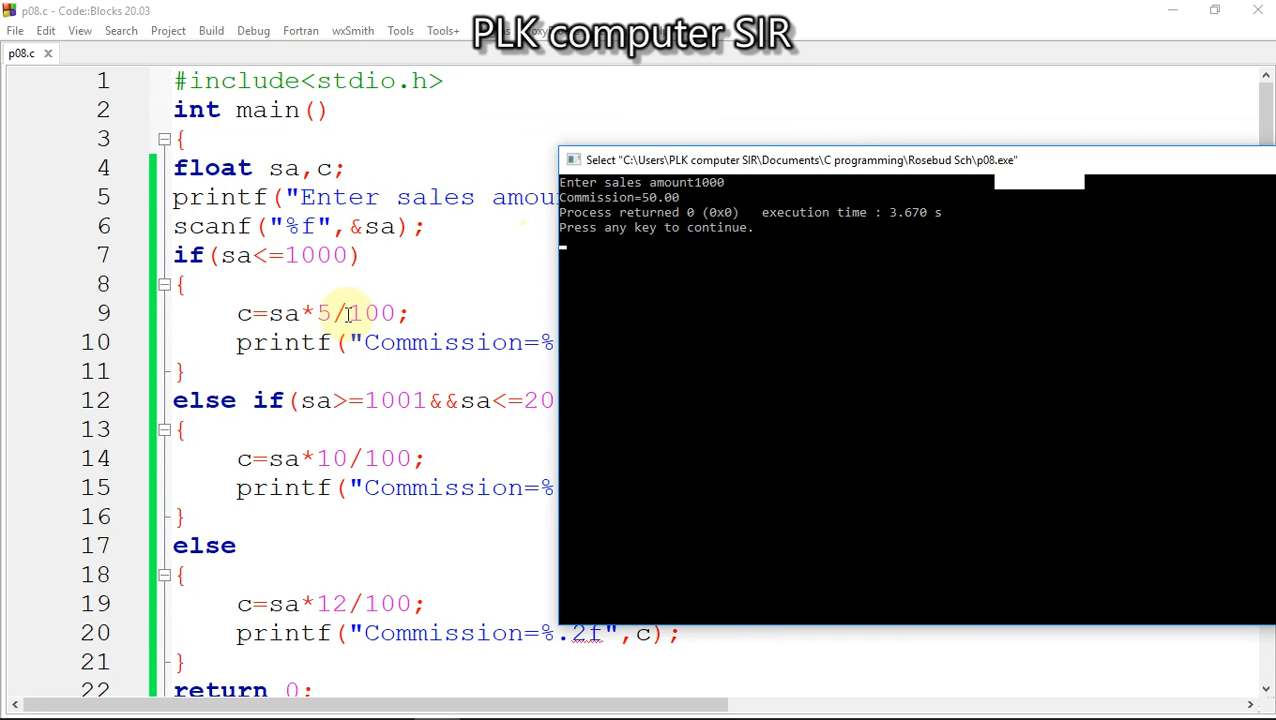 p08.c - Code::Blocks 20.03
PLK computer SIR
File Edit View Search Project Build Debug Fortran wxSmith Tools Tools+
p08.c
1 #include<stdio.h>
2 int main()
3 {
4 float sa,c;
5 printf("Enter sales amou
6 scanf("%f",&sa);
7 if(sa<=1000)
8 {
9 c=sa*5/100;
10 printf("Commission=%
11 }
12 else if(sa>=1001&&sa<=20
13 {
14 c=sa*10/100;
15 printf("Commission=%
16 }
17 else
18 {
19 c=sa*12/100;
20 printf("Commission=%.2f",c);
21 }
22 return 0;
Select "C:\Users\PLK computer SIR\Documents\C programming\Rosebud Sch\p08.exe"
Enter sales amount1000
Commission=50.00
Process returned 0 (0x0)   execution time : 3.670 s
Press any key to continue.